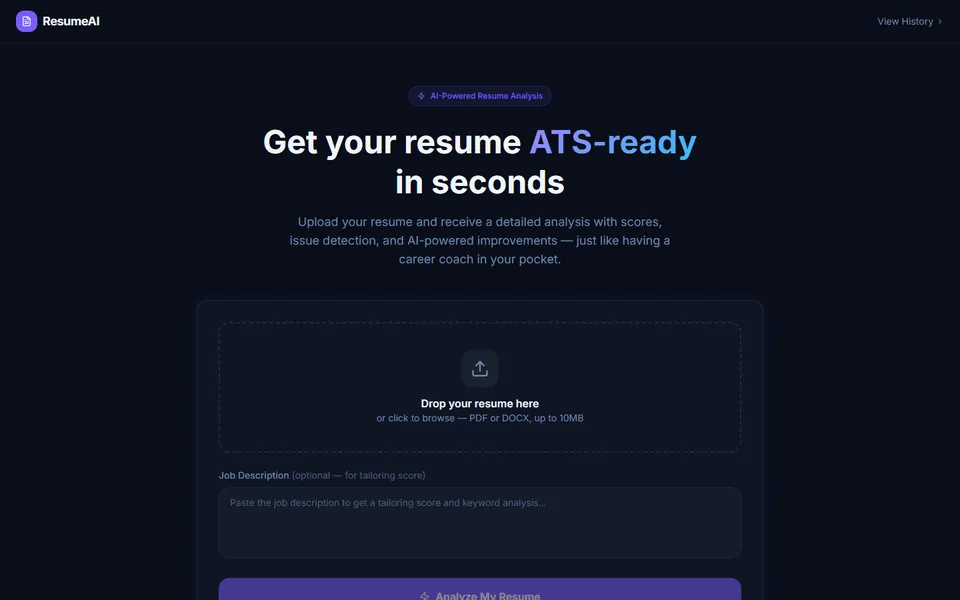 ResumeAI
View History ›
AI-Powered Resume Analysis
Get your resume ATS-ready
in seconds
Upload your resume and receive a detailed analysis with scores,
issue detection, and AI-powered improvements — just like having a
career coach in your pocket.
Drop your resume here
or click to browse — PDF or DOCX, up to 10MB
Job Description (optional — for tailoring score)
Paste the job description to get a tailoring score and keyword analysis...
Analyze My Resume